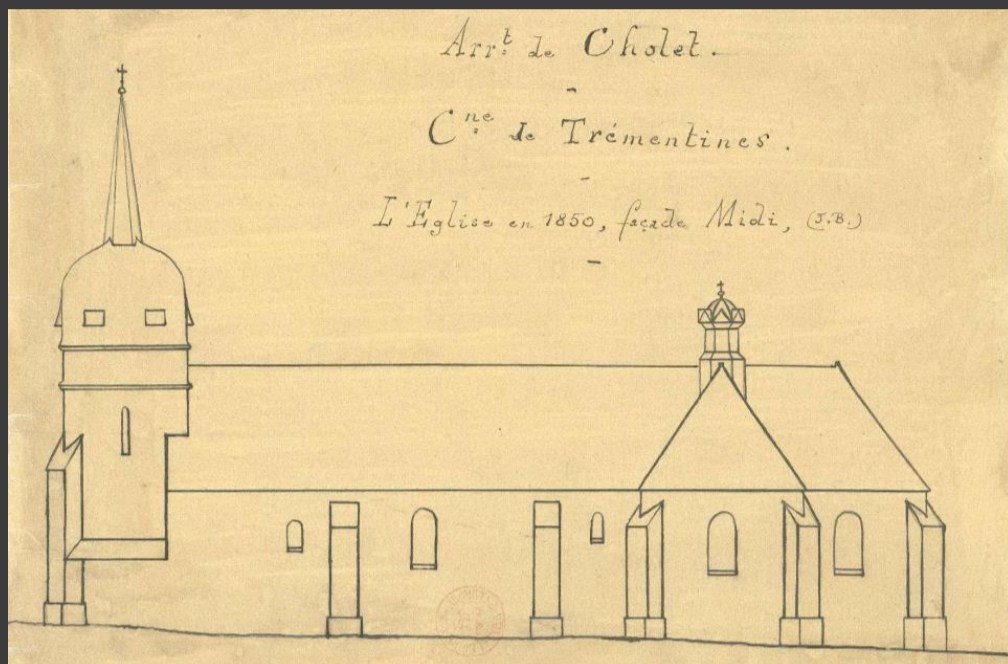 Arrt de Cholet.
Cne de Trémentines.
L'Eglise en 1850, façade Midi, (J.B.)